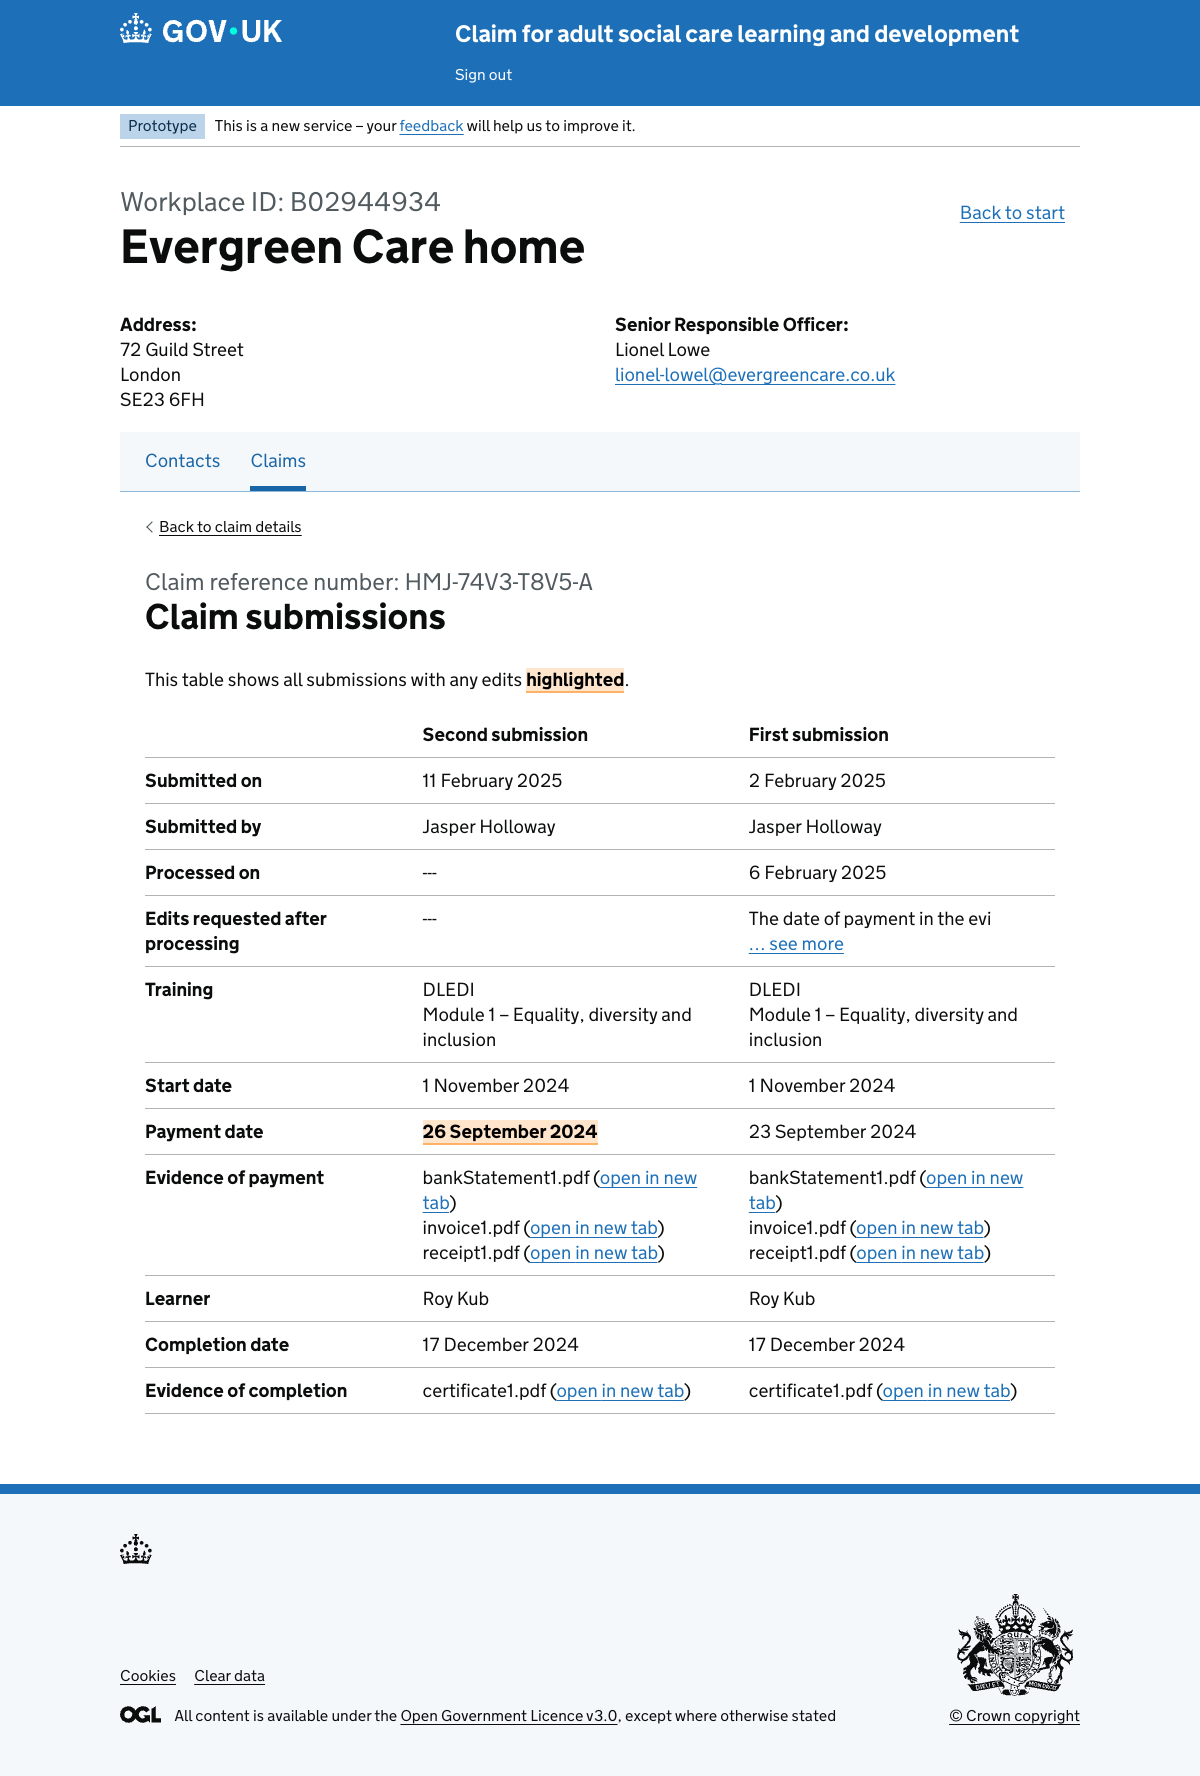 GOV·UK
Claim for adult social care learning and development
Sign out
Prototype This is a new service – your feedback will help us to improve it.
Workplace ID: B02944934
Evergreen Care home
Back to start
Address:
72 Guild Street
London
SE23 6FH
Senior Responsible Officer:
Lionel Lowe
lionel-lowel@evergreencare.co.uk
Contacts Claims
Back to claim details
Claim reference number: HMJ-74V3-T8V5-A
Claim submissions
This table shows all submissions with any edits highlighted.
Second submission First submission
Submitted on 11 February 2025 2 February 2025
Submitted by Jasper Holloway Jasper Holloway
Processed on --- 6 February 2025
Edits requested after --- The date of payment in the evi
processing … see more
Training DLEDI DLEDI
Module 1 – Equality, diversity and Module 1 – Equality, diversity and
inclusion inclusion
Start date 1 November 2024 1 November 2024
Payment date 26 September 2024 23 September 2024
Evidence of payment bankStatement1.pdf (open in new bankStatement1.pdf (open in new
tab) tab)
invoice1.pdf (open in new tab) invoice1.pdf (open in new tab)
receipt1.pdf (open in new tab) receipt1.pdf (open in new tab)
Learner Roy Kub Roy Kub
Completion date 17 December 2024 17 December 2024
Evidence of completion certificate1.pdf (open in new tab) certificate1.pdf (open in new tab)
Cookies Clear data
OGL All content is available under the Open Government Licence v3.0, except where otherwise stated
© Crown copyright